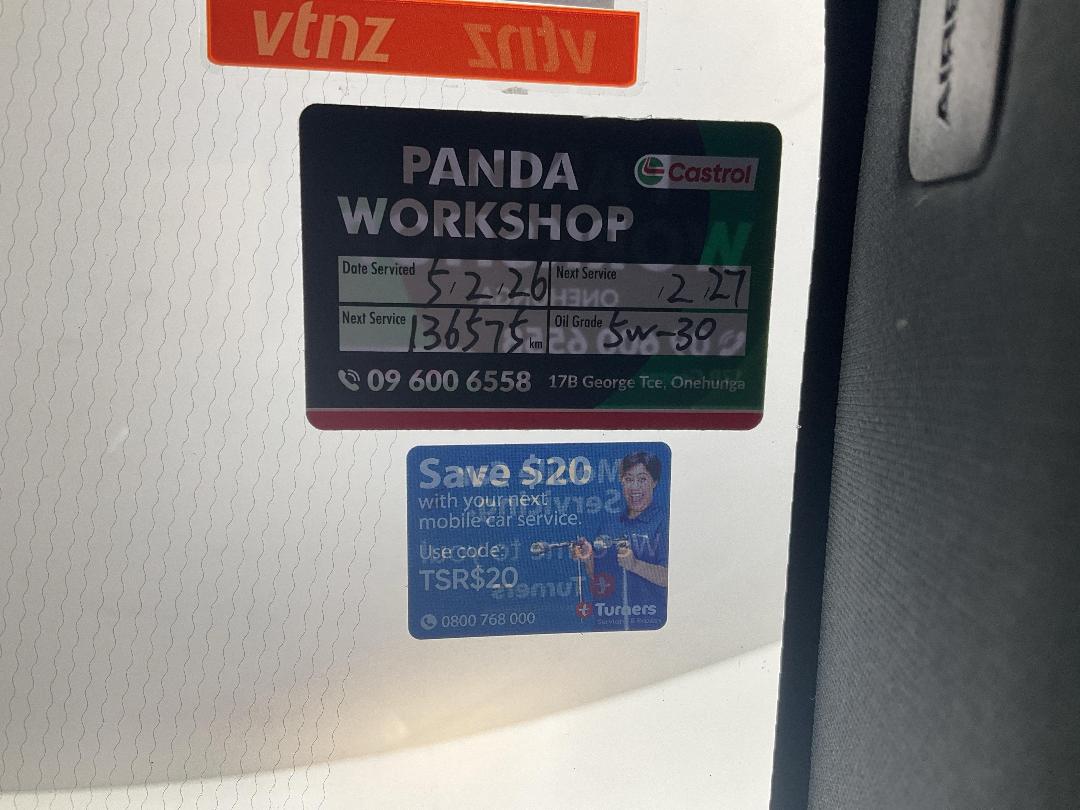 vtnz
PANDA
WORKSHOP
Castrol
Date Serviced 5.2.26 Next Service .2.27
Next Service 136575 km Oil Grade 5W-30
09 600 6558 17B George Tce, Onehunga
Save $20
with your next
mobile car service.
Use code:
TSR$20
0800 768 000
Turners
Servicing & Repairs